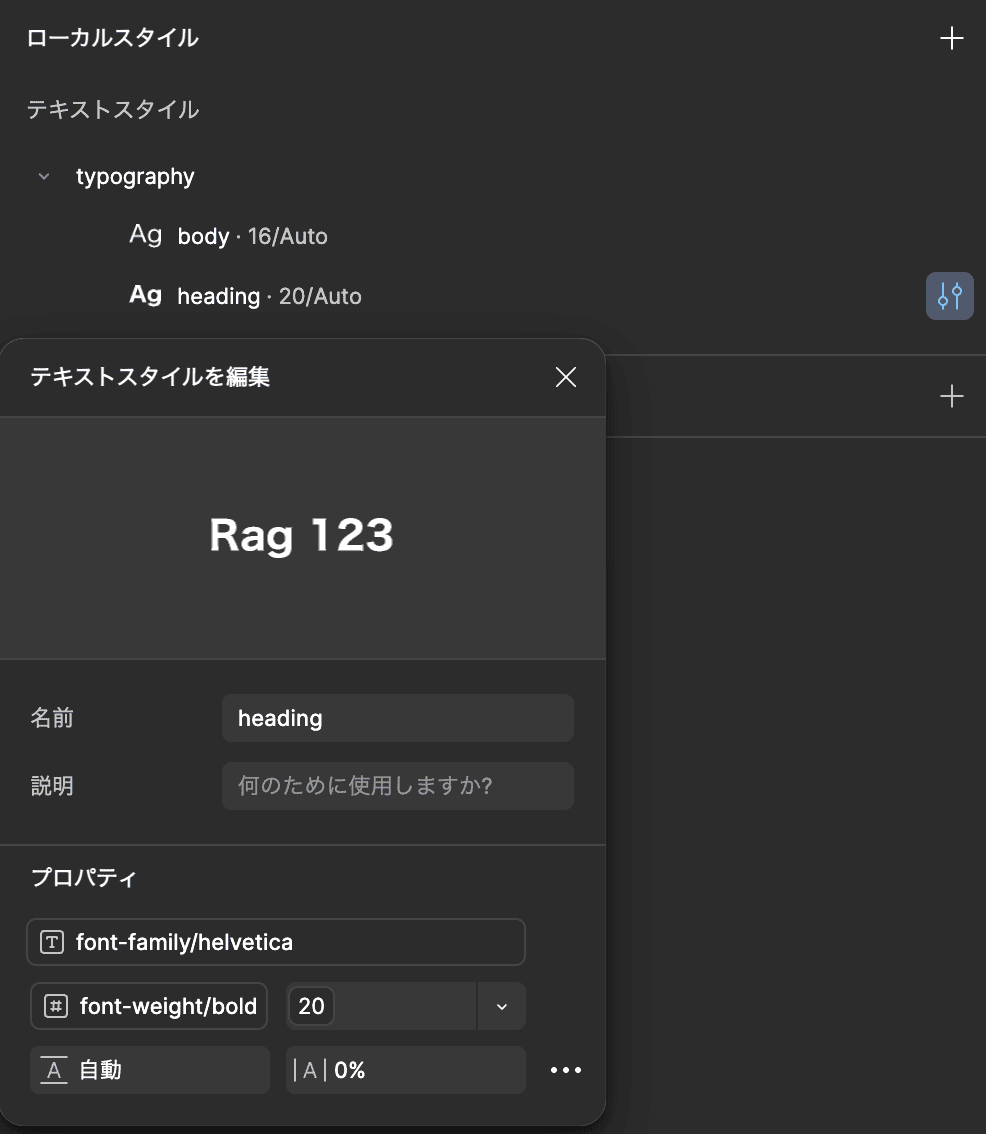 ローカルスタイル
テキストスタイル
typography
Ag body · 16/Auto
Ag heading · 20/Auto
テキストスタイルを編集
Rag 123
名前 heading
説明 何のために使用しますか?
プロパティ
font-family/helvetica
font-weight/bold 20
A 自動 |A| 0%